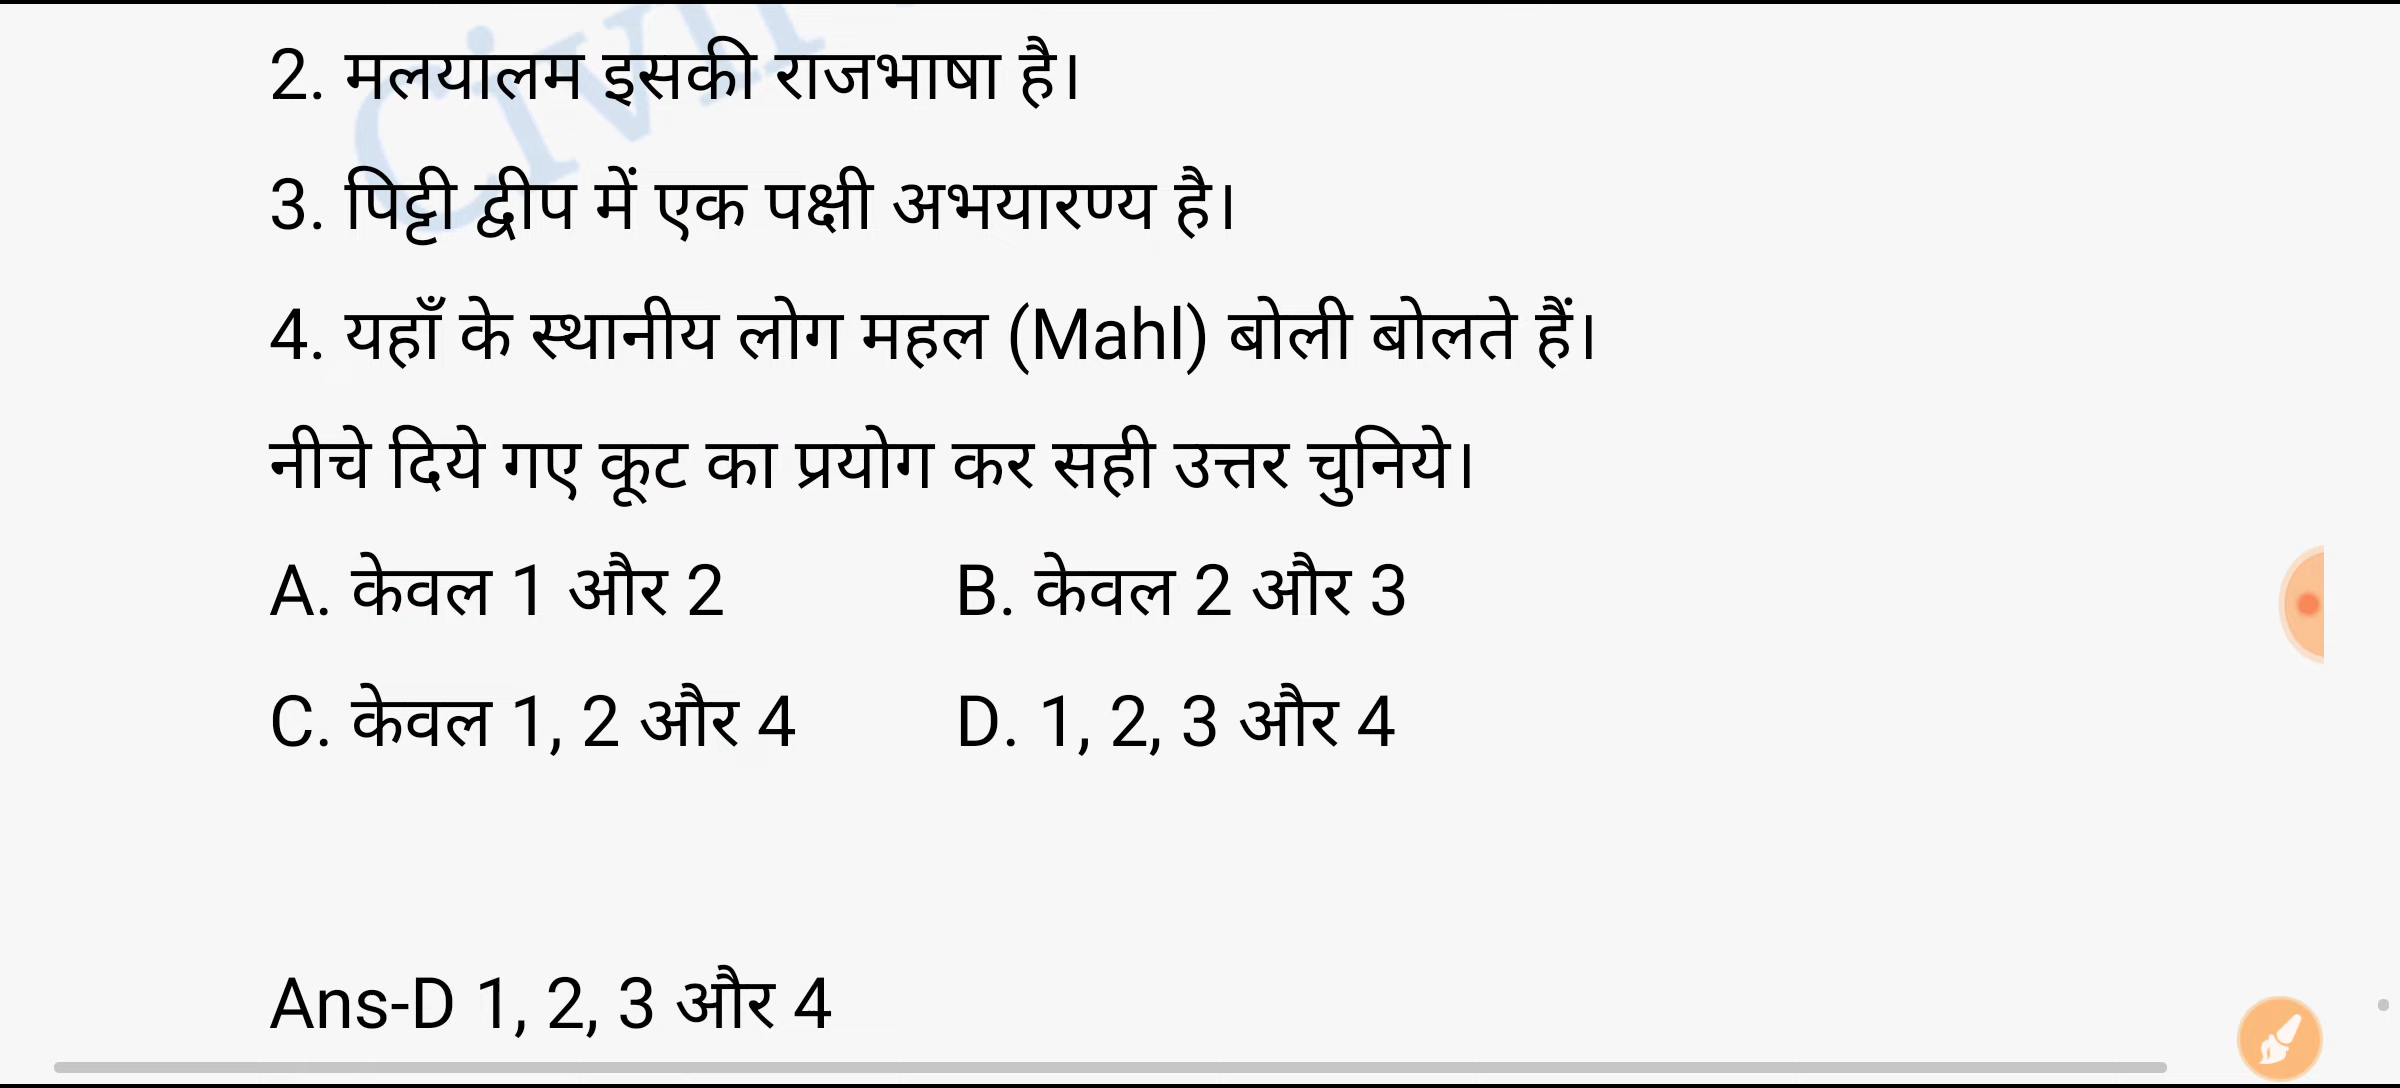 2. मलयालम इसकी राजभाषा है।
3. पिट्टी द्वीप में एक पक्षी अभयारण्य है।
4. यहाँ के स्थानीय लोग महल (Mahl) बोली बोलते हैं।
नीचे दिये गए कूट का प्रयोग कर सही उत्तर चुनिये।
A. केवल 1 और 2 B. केवल 2 और 3
C. केवल 1, 2 और 4 D. 1, 2, 3 और 4
Ans-D 1, 2, 3 और 4